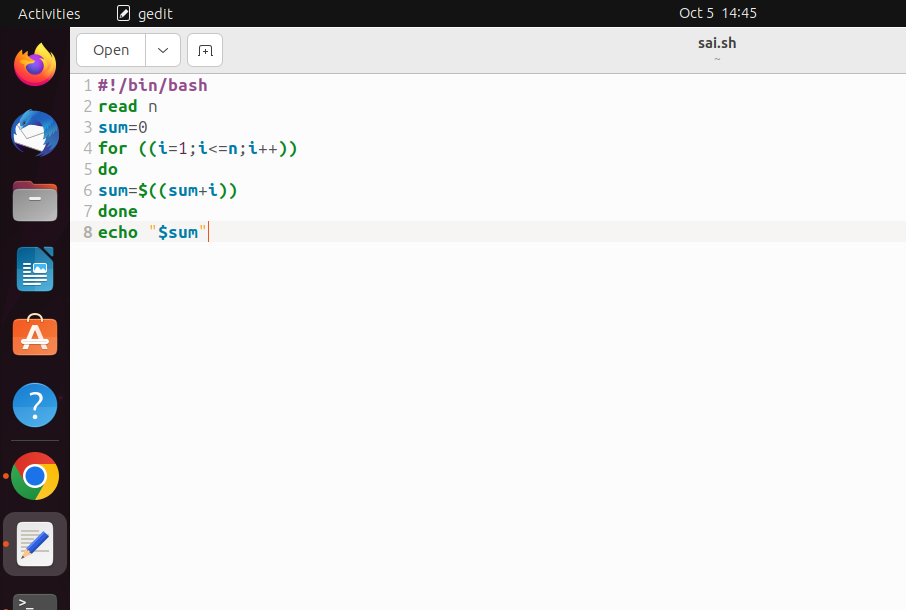 Activities gedit Oct 5 14:45
Open sai.sh
~
1 #!/bin/bash
2 read n
3 sum=0
4 for ((i=1;i<=n;i++))
5 do
6 sum=$((sum+i))
7 done
8 echo "$sum"
?
>_